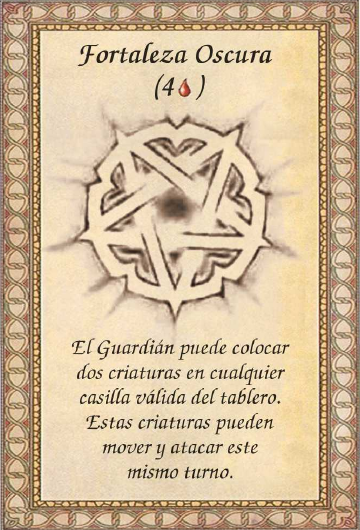 Fortaleza Oscura
(4)
El Guardián puede colocar
dos criaturas en cualquier
casilla válida del tablero.
Estas criaturas pueden
mover y atacar este
mismo turno.